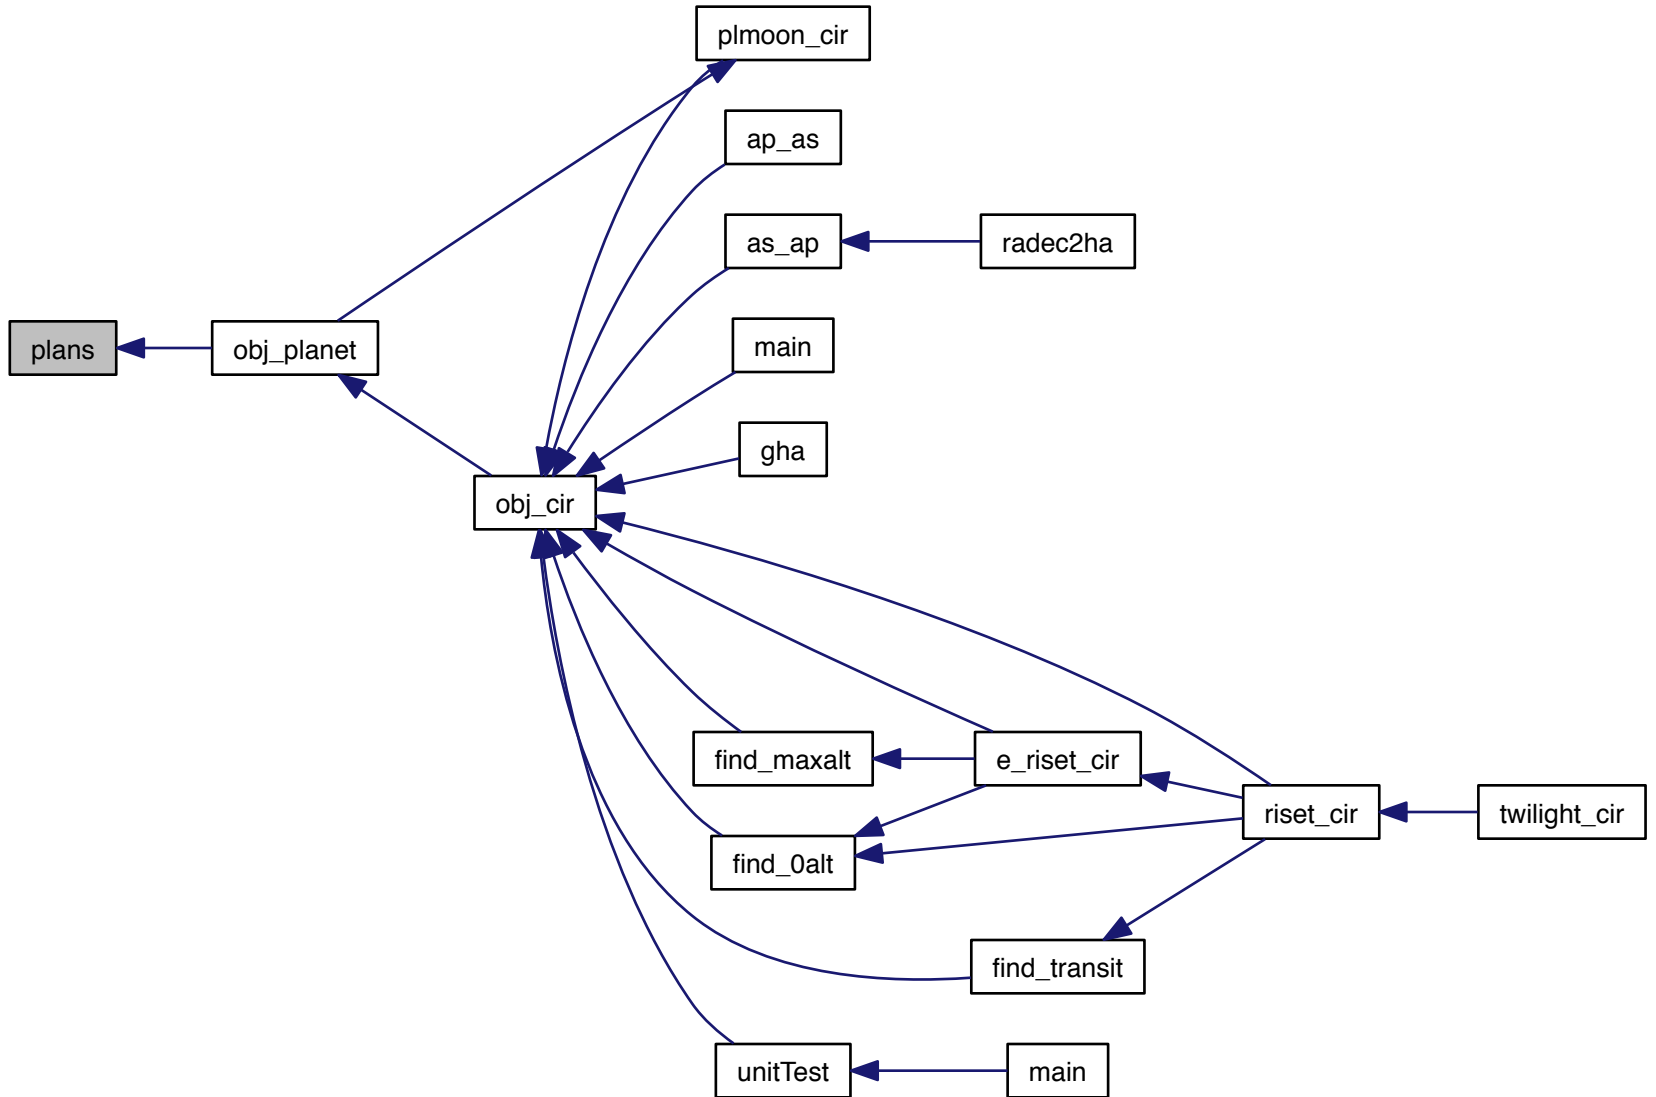 plmoon_cir
ap_as
as_ap
radec2ha
main
plans
obj_planet
gha
obj_cir
find_maxalt
e_riset_cir
riset_cir
twilight_cir
find_0alt
find_transit
unitTest
main